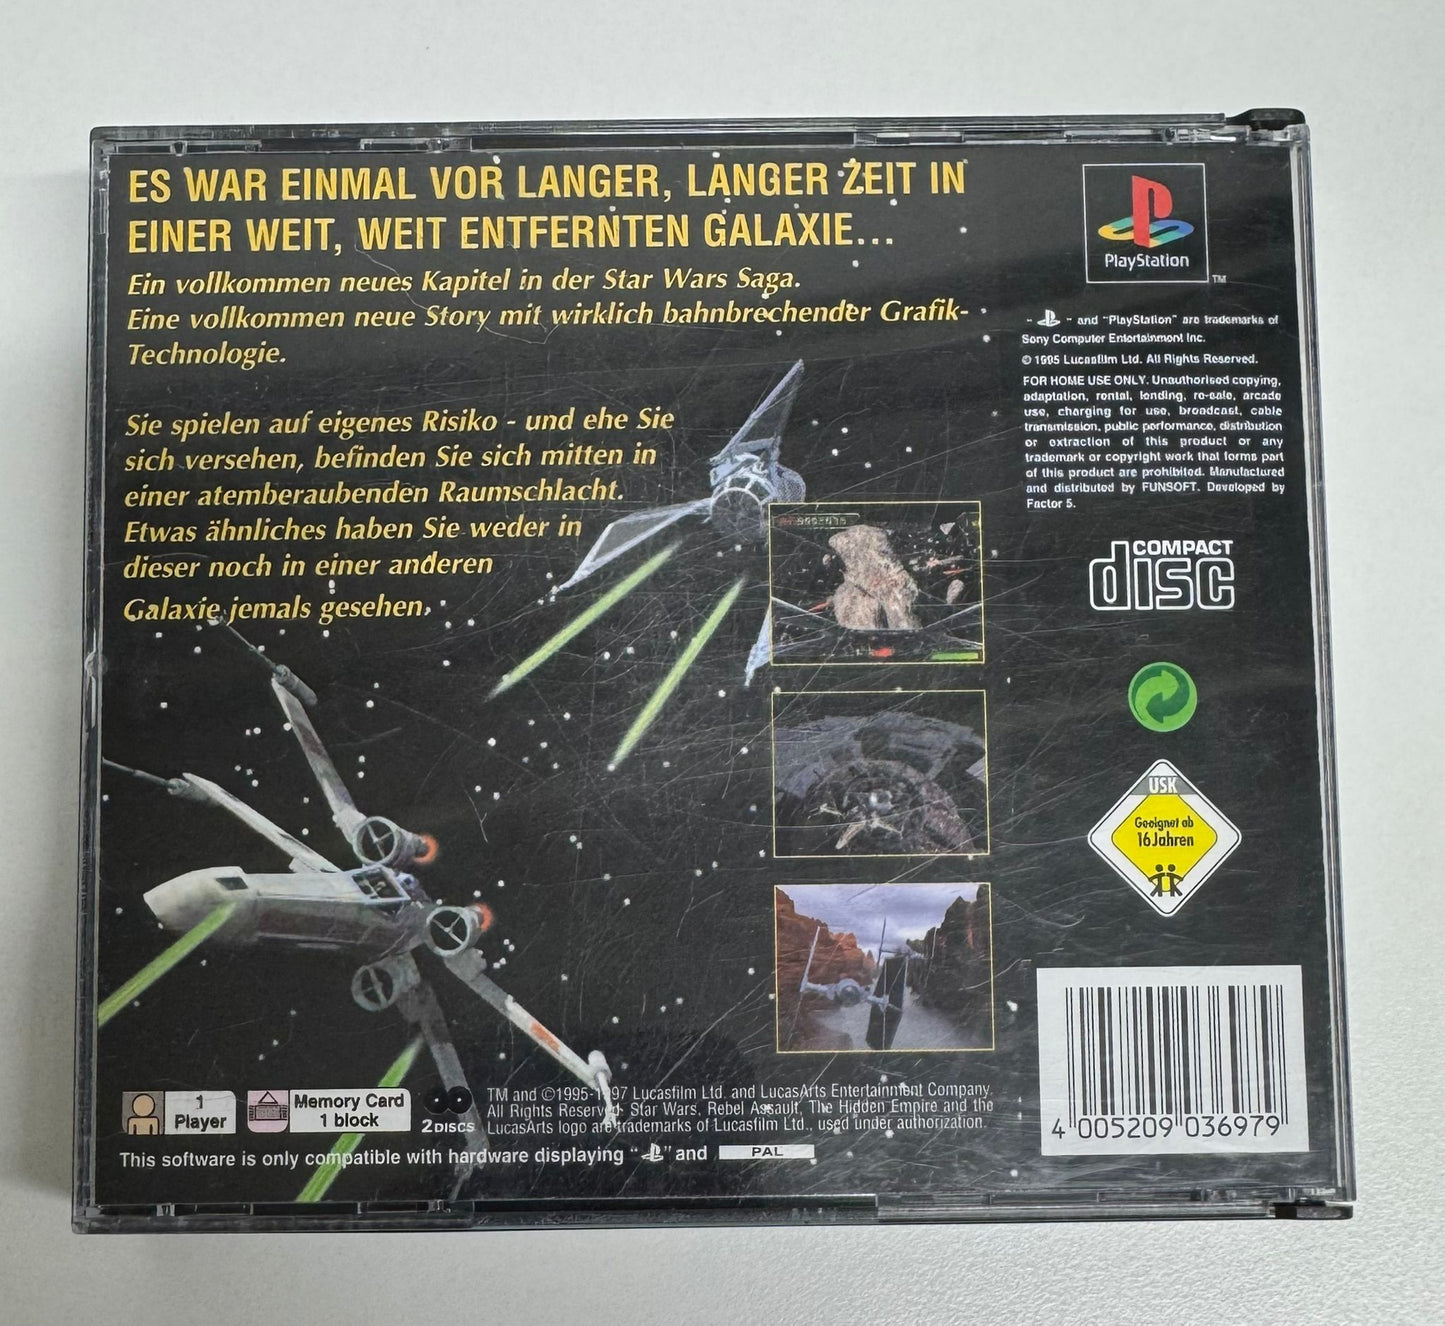 ES WAR EINMAL VOR LANGER, LANGER ZEIT IN
EINER WEIT, WEIT ENTFERNTEN GALAXIE...
Ein vollkommen neues Kapitel in der Star Wars Saga.
Eine vollkommen neue Story mit wirklich bahnbrechender Grafik-
Technologie.
Sie spielen auf eigenes Risiko - und ehe Sie
sich versehen, befinden Sie sich mitten in
einer atemberaubenden Raumschlacht.
Etwas ähnliches haben Sie weder in
dieser noch in einer anderen
Galaxie jemals gesehen.
PlayStation
TM
" " and "PlayStation" are trademarks of
Sony Computer Entertainment Inc.
© 1995 Lucasfilm Ltd. All Rights Reserved.
FOR HOME USE ONLY. Unauthorised copying,
adaptation, rental, lending, re-sale, arcade
use, charging for use, broadcast, cable
transmission, public performance, distribution
or extraction of this product or any
trademark or copyright work that forms part
of this product are prohibited. Manufactured
and distributed by FUNSOFT. Developed by
Factor 5.
COMPACT
disc
USK
Geeignet ab
16 Jahren
4 005209 036979
1
Player
Memory Card
1 block
2 DISCS
TM and ©1995-1997 Lucasfilm Ltd. and LucasArts Entertainment Company.
All Rights Reserved. Star Wars, Rebel Assault, The Hidden Empire and the
LucasArts logo are trademarks of Lucasfilm Ltd., used under authorization.
This software is only compatible with hardware displaying " " and PAL